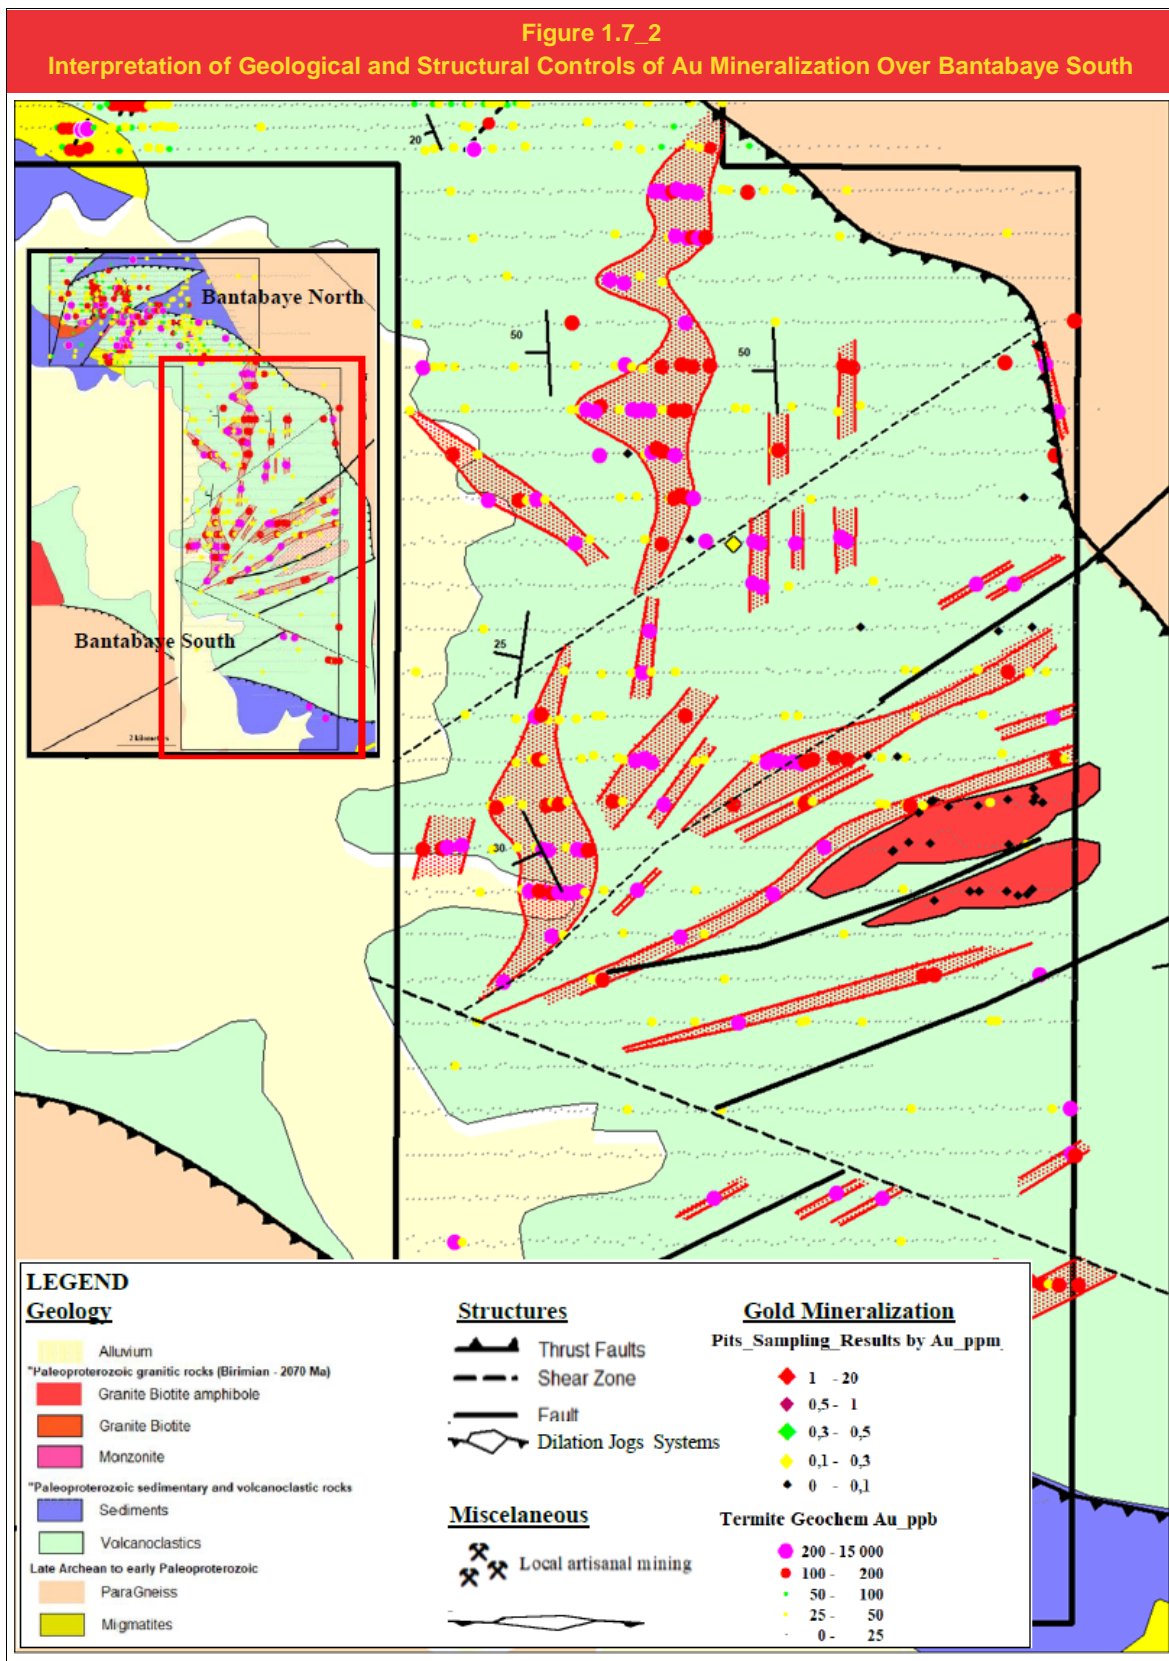 Figure 1.7_2
Interpretation of Geological and Structural Controls of Au Mineralization Over Bantabaye South
20
Bantabaye North
50
50
Bantabaye South
25
2 kilometers
30
LEGEND
Geology
Alluvium
"Paleoproterozoic granitic rocks (Birimian - 2070 Ma)
Granite Biotite amphibole
Granite Biotite
Monzonite
"Paleoproterozoic sedimentary and volcanoclastic rocks
Sediments
Volcanoclastics
Late Archean to early Paleoproterozoic
ParaGneiss
Migmatites
Structures
Thrust Faults
Shear Zone
Fault
Dilation Jogs Systems
Miscelaneous
Local artisanal mining
Gold Mineralization
Pits_Sampling_Results by Au_ppm
1 - 20
0,5 - 1
0,3 - 0,5
0,1 - 0,3
0 - 0,1
Termite Geochem Au_ppb
200 - 15 000
100 - 200
50 - 100
25 - 50
0 - 25